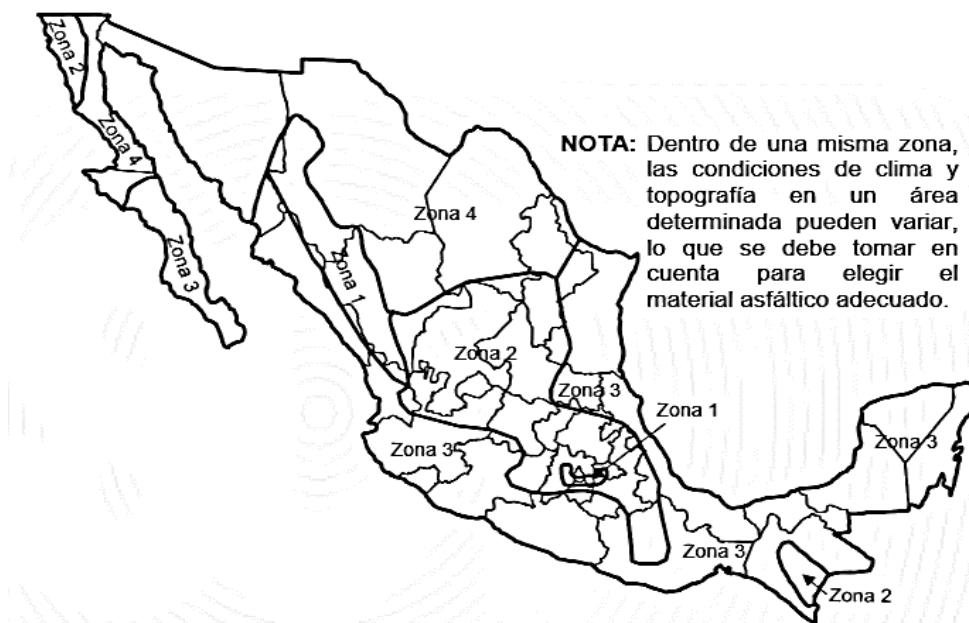 Zona 2
Zona 4
Zona 3
Zona 1
Zona 4
NOTA: Dentro de una misma zona,
las condiciones de clima y
topografía en un área
determinada pueden variar,
lo que se debe tomar en
cuenta para elegir el
material asfáltico adecuado.
Zona 2
Zona 3
Zona 1
Zona 3
Zona 3
Zona 3
Zona 2